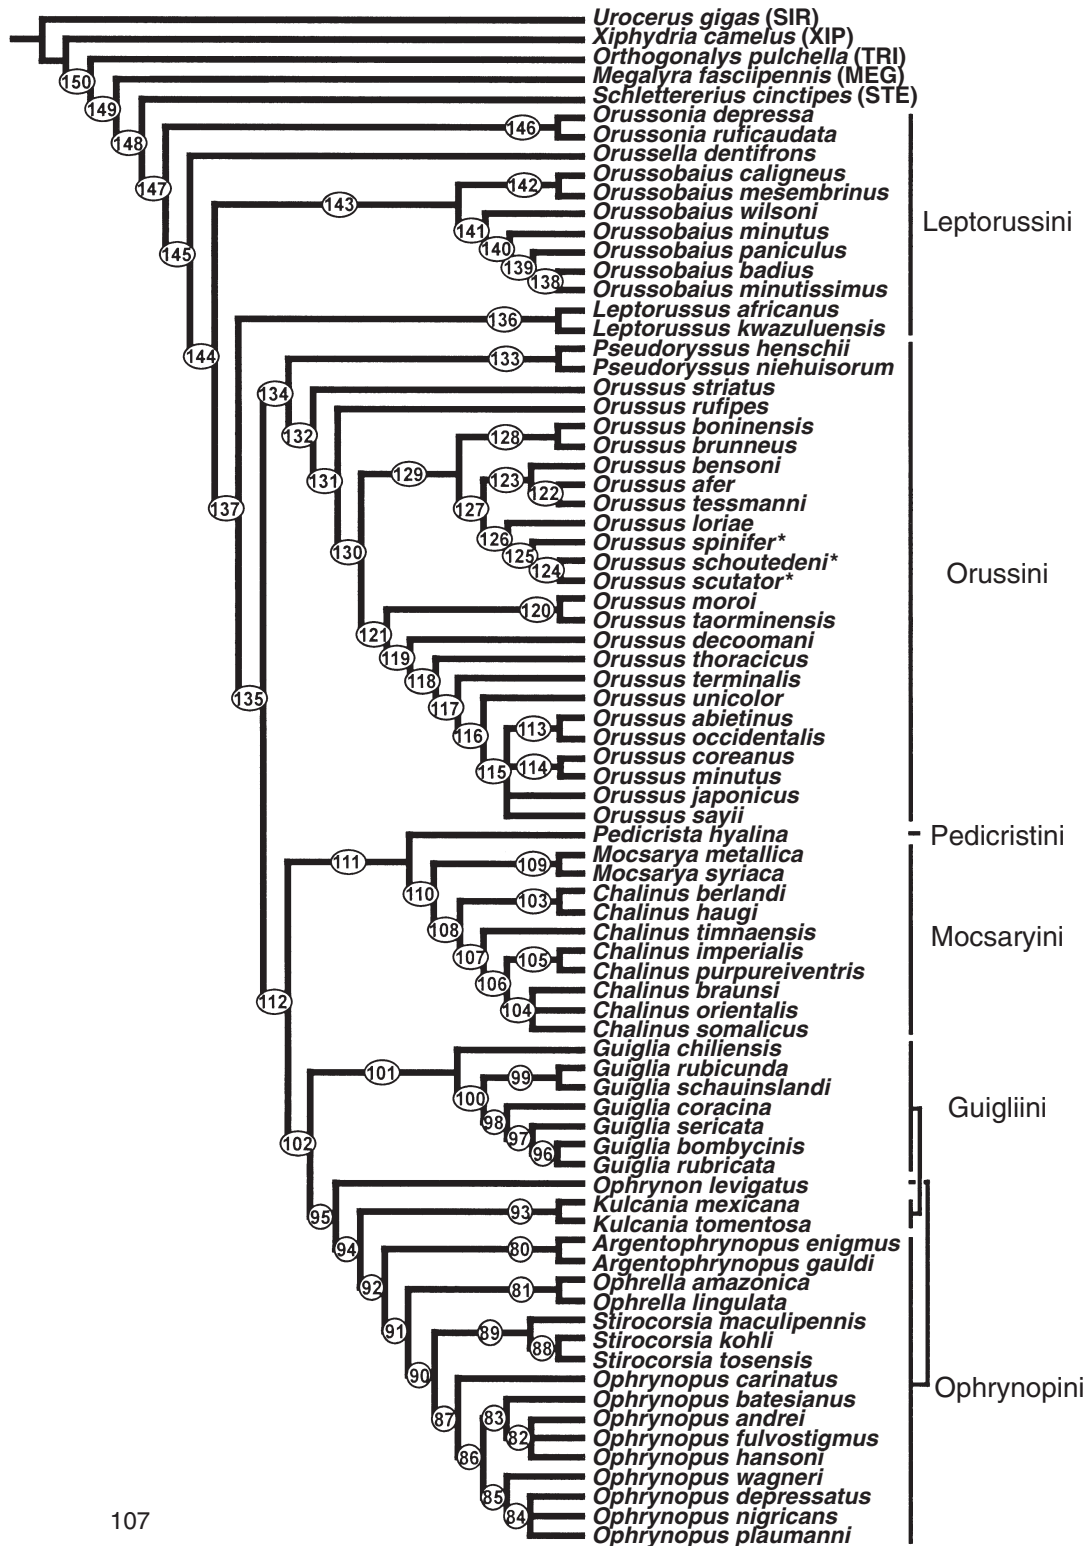 Urocerus gigas (SIR)
Xiphydria camelus (XIP)
Orthogonalys pulchella (TRI)
150
Megalyra fasciipennis (MEG)
149
Schlettererius cinctipes (STE)
148
Orussonia depressa
146
Orussonia ruficaudata
147
Orussella dentifrons
Orussobaius caligneus
142
Orussobaius mesembrinus
143
Orussobaius wilsoni
Leptorussini
141
Orussobaius minutus
140
Orussobaius paniculus
145
139
Orussobaius badius
138
Orussobaius minutissimus
Leptorussus africanus
136
Leptorussus kwazuluensis
144
Pseudoryssus henschii
133
Pseudoryssus niehuisorum
134
Orussus striatus
Orussus rufipes
132
Orussus boninensis
128
Orussus brunneus
129
Orussus bensoni
131
123
Orussus afer
122
Orussus tessmanni
137
127
Orussus loriae
126
Orussus spinifer*
130
125
Orussus schoutedeni*
124
Orussus scutator*
Orussini
Orussus moroi
120
Orussus taorminensis
121
Orussus decoomani
119
Orussus thoracicus
118
Orussus terminalis
135
117
Orussus unicolor
116
Orussus abietinus
113
Orussus occidentalis
115
Orussus coreanus
114
Orussus minutus
Orussus japonicus
Orussus sayii
Pedicrista hyalina
Pedicristini
111
Mocsarya metallica
109
Mocsarya syriaca
110
Chalinus berlandi
103
Chalinus haugi
108
Chalinus timnaensis
Mocsaryini
107
Chalinus imperialis
105
Chalinus purpureiventris
106
Chalinus braunsi
112
104
Chalinus orientalis
Chalinus somalicus
Guiglia chiliensis
101
Guiglia rubicunda
99
Guiglia schauinslandi
100
Guiglia coracina
Guigliini
98
Guiglia sericata
97
Guiglia bombycinis
102
96
Guiglia rubricata
Ophrynon levigatus
Kulcania mexicana
95
93
Kulcania tomentosa
94
Argentophrynopus enigmus
80
Argentophrynopus gauldi
92
Ophrella amazonica
81
Ophrella lingulata
91
Stirocorsia maculipennis
89
Stirocorsia kohli
88
Stirocorsia tosensis
90
Ophrynopus carinatus
Ophrynopini
Ophrynopus batesianus
87
83
Ophrynopus andrei
82
Ophrynopus fulvostigmus
86
Ophrynopus hansoni
Ophrynopus wagneri
85
Ophrynopus depressatus
84
Ophrynopus nigricans
107
Ophrynopus plaumanni